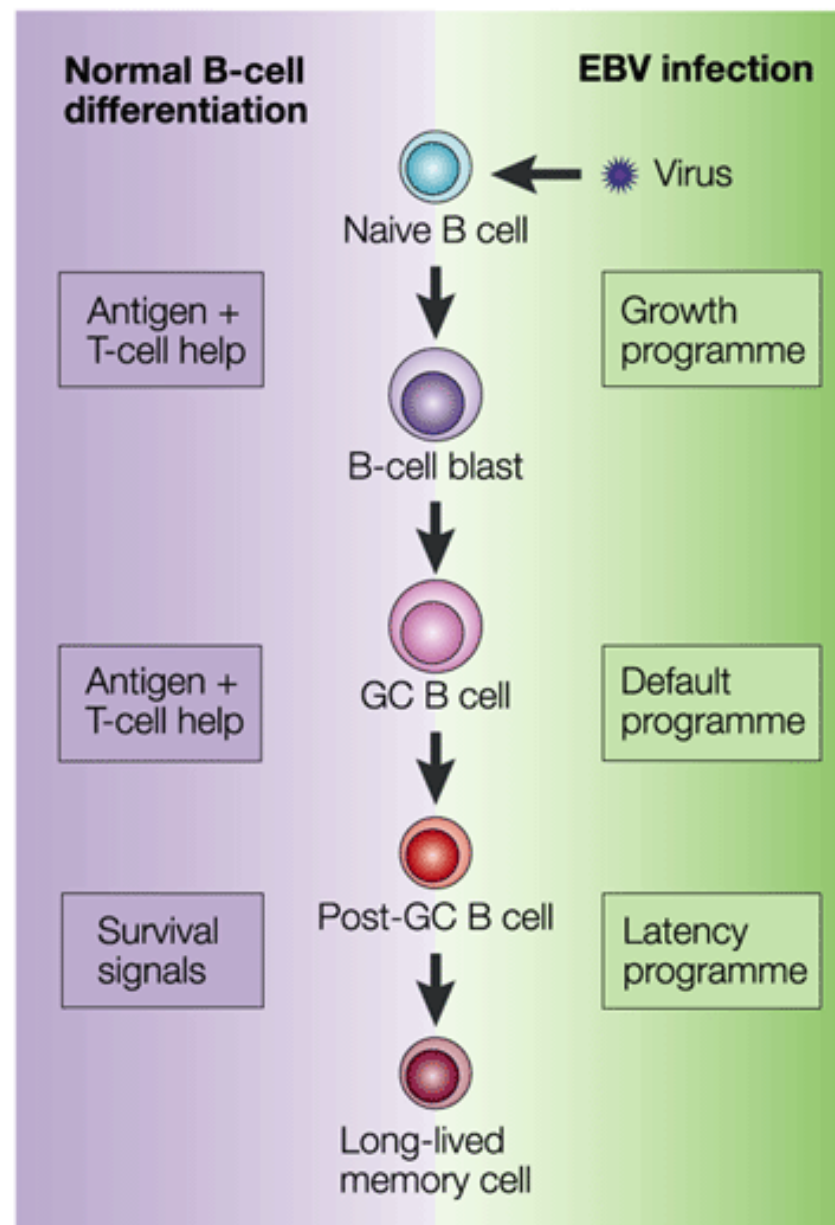 Normal B-cell
differentiation
EBV infection
Virus
Naive B cell
Antigen +
T-cell help
Growth
programme
B-cell blast
Antigen +
T-cell help
GC B cell
Default
programme
Survival
signals
Post-GC B cell
Latency
programme
Long-lived
memory cell